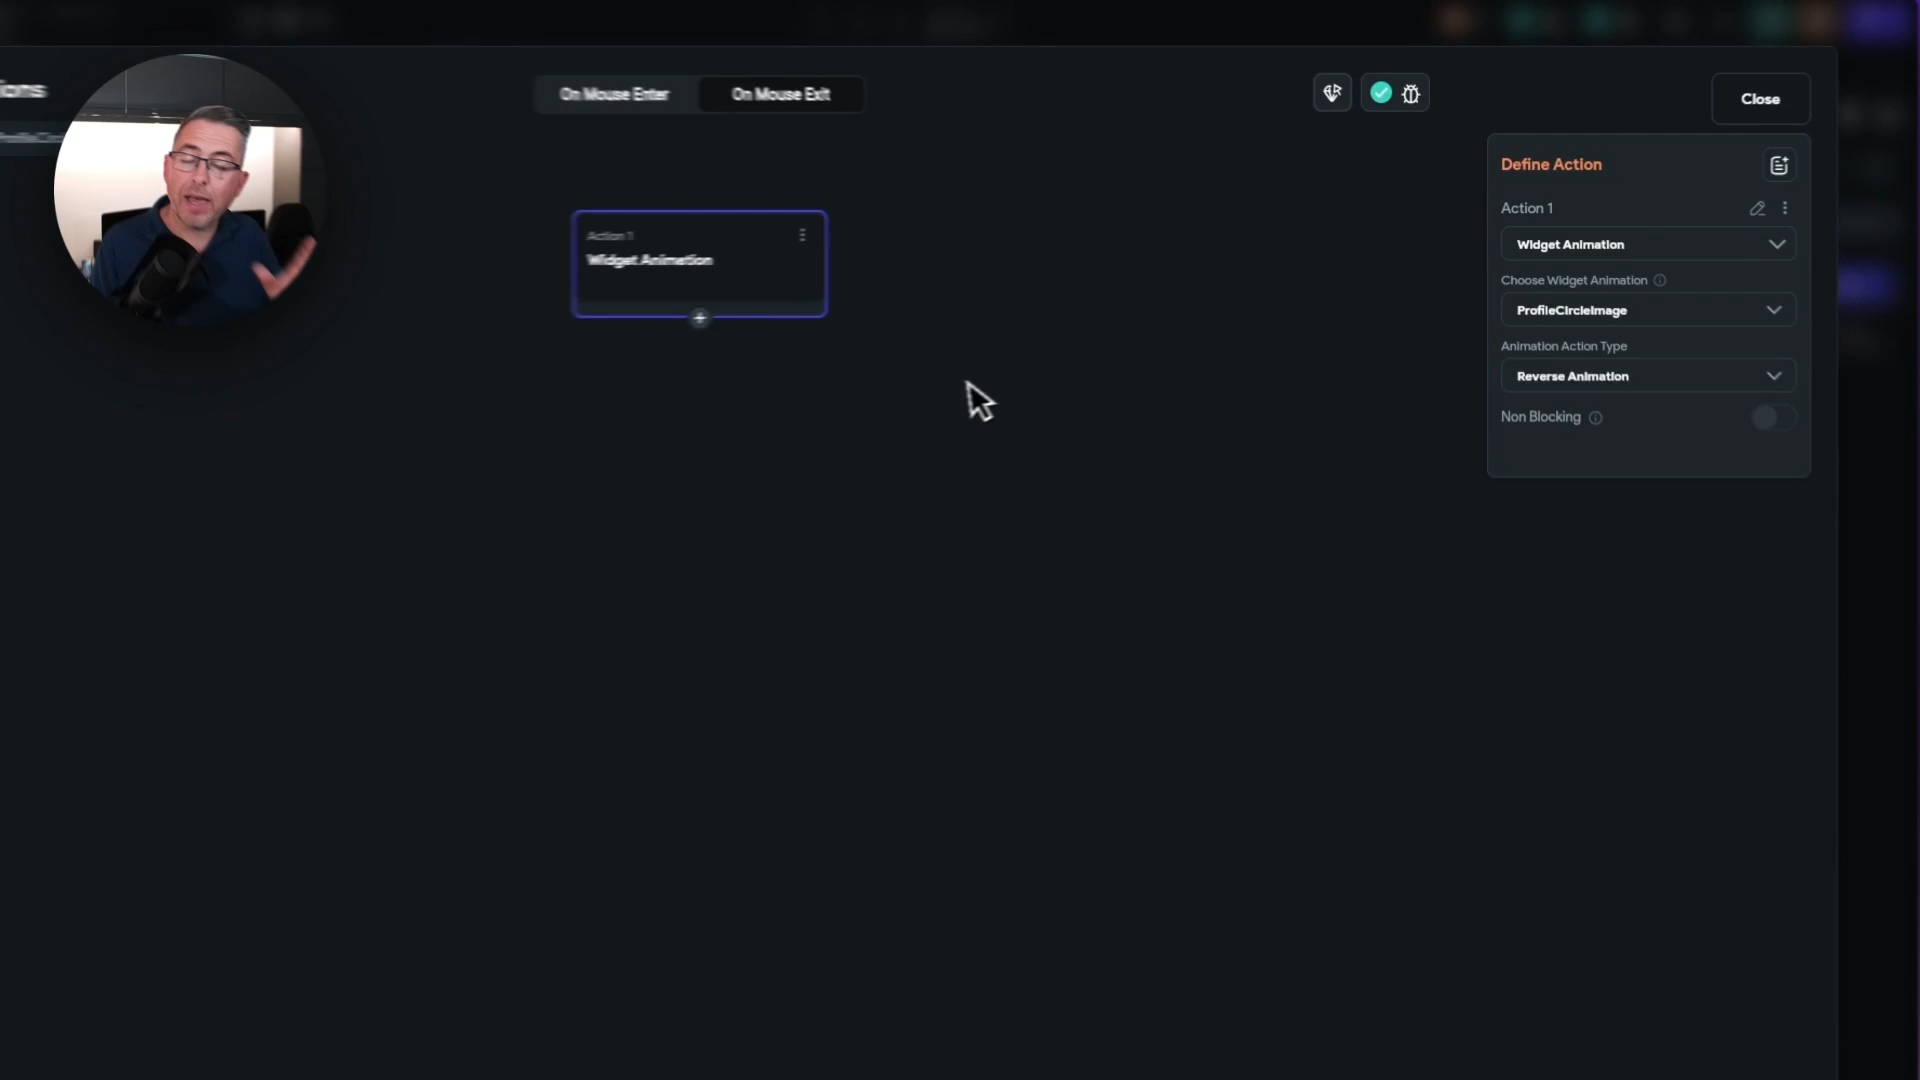 ions
On Mouse Enter
On Mouse Exit
Close
Define Action
Action 1
Widget Animation
Action 1
Widget Animation
Choose Widget Animation
ProfileCircleImage
Animation Action Type
Reverse Animation
Non Blocking